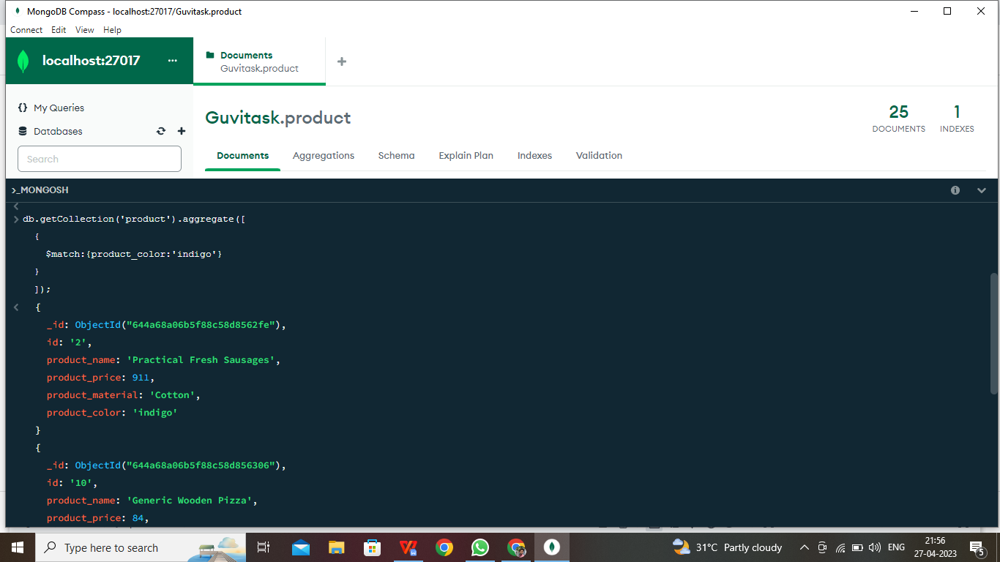 MongoDB Compass - localhost:27017/Guvitask.product
Connect Edit View Help
localhost:27017 ...
Documents
Guvitask.product
My Queries
Databases
Search
Guvitask.product
25
DOCUMENTS
1
INDEXES
Documents Aggregations Schema Explain Plan Indexes Validation
>_MONGOSH
db.getCollection('product').aggregate([
{
$match:{product_color:'indigo'}
}
]);
{
_id: ObjectId("644a68a06b5f88c58d8562fe"),
id: '2',
product_name: 'Practical Fresh Sausages',
product_price: 911,
product_material: 'Cotton',
product_color: 'indigo'
}
{
_id: ObjectId("644a68a06b5f88c58d856306"),
id: '10',
product_name: 'Generic Wooden Pizza',
product_price: 84,
Type here to search
31°C Partly cloudy
ENG
21:56
27-04-2023
5